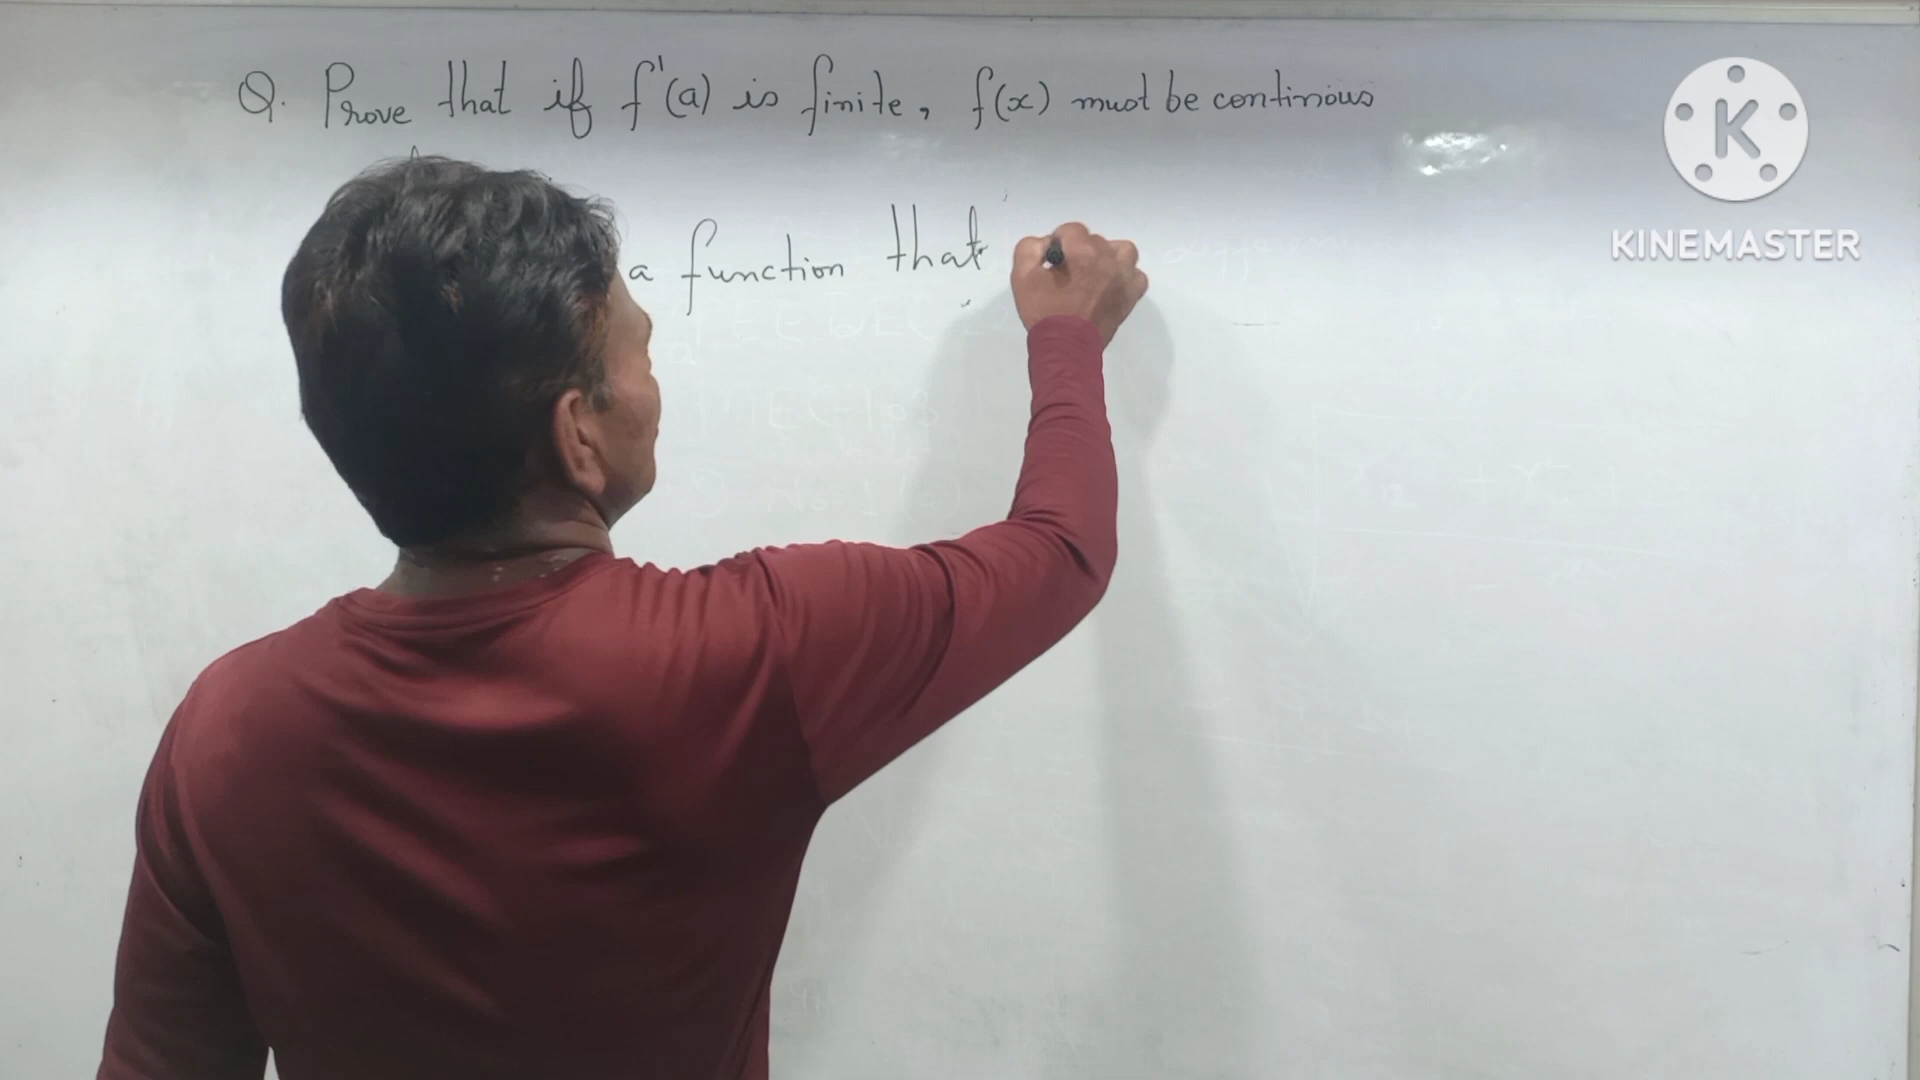 Q. Prove that if f'(a) is finite, f(x) must be continious
a function that
K
KINEMASTER